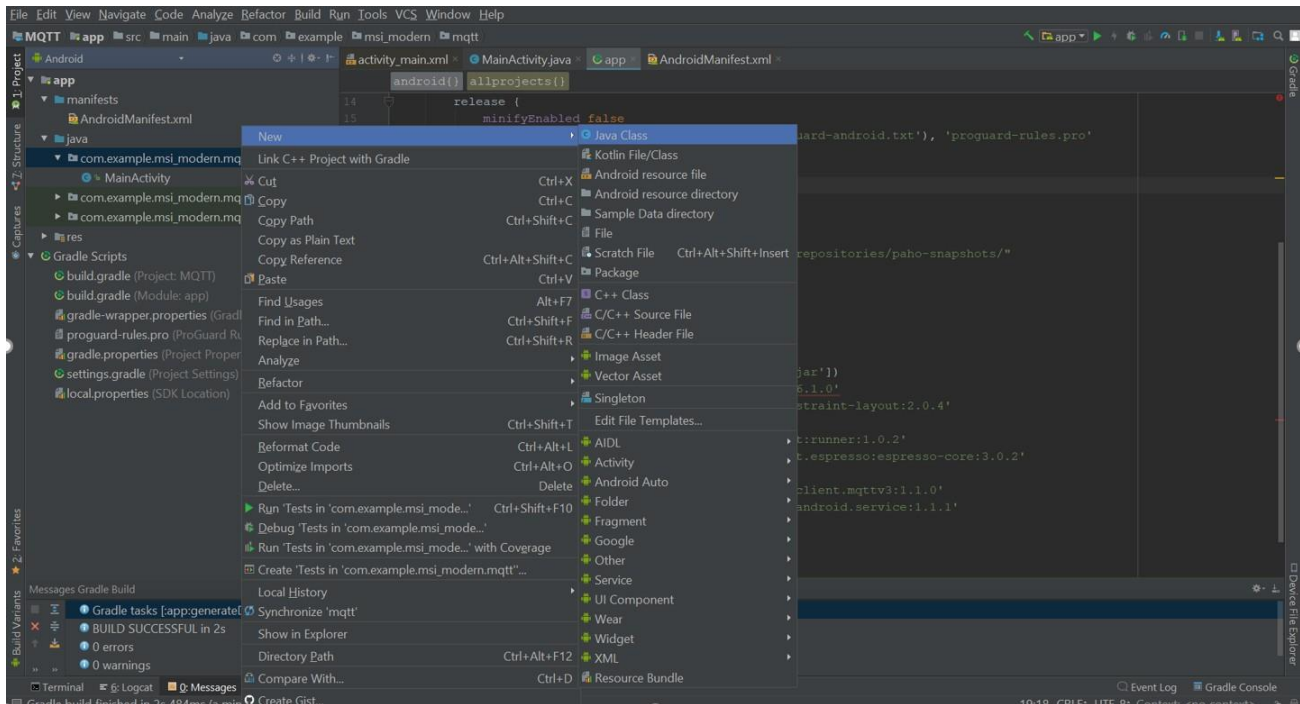 File Edit View Navigate Code Analyze Refactor Build Run Tools VCS Window Help
MQTT app src main java com example msi_modern mqtt
app
Android
activity_main.xml MainActivity.java app AndroidManifest.xml
android{} allprojects{}
1: Project
Z: Structure
Captures
2: Favorites
Build Variants
Gradle
Device File Explorer
app
manifests
AndroidManifest.xml
java
com.example.msi_modern.mq
MainActivity
com.example.msi_modern.mq
com.example.msi_modern.mq
res
Gradle Scripts
build.gradle (Project: MQTT)
build.gradle (Module: app)
gradle-wrapper.properties (Gradl
proguard-rules.pro (ProGuard Ru
gradle.properties (Project Proper
settings.gradle (Project Settings)
local.properties (SDK Location)
14 release {
15 minifyEnabled false
uard-android.txt'), 'proguard-rules.pro'
repositories/paho-snapshots/"
jar'])
6.1.0'
straint-layout:2.0.4'
t:runner:1.0.2'
t.espresso:espresso-core:3.0.2'
client.mqttv3:1.1.0'
android.service:1.1.1'
New
Link C++ Project with Gradle
Cut Ctrl+X
Copy Ctrl+C
Copy Path Ctrl+Shift+C
Copy as Plain Text
Copy Reference Ctrl+Alt+Shift+C
Paste Ctrl+V
Find Usages Alt+F7
Find in Path... Ctrl+Shift+F
Replace in Path... Ctrl+Shift+R
Analyze
Refactor
Add to Favorites
Show Image Thumbnails Ctrl+Shift+T
Reformat Code Ctrl+Alt+L
Optimize Imports Ctrl+Alt+O
Delete... Delete
Run 'Tests in 'com.example.msi_mode...' Ctrl+Shift+F10
Debug 'Tests in 'com.example.msi_mode...'
Run 'Tests in 'com.example.msi_mode...' with Coverage
Create 'Tests in 'com.example.msi_modern.mqtt''...
Local History
Synchronize 'mqtt'
Show in Explorer
Directory Path Ctrl+Alt+F12
Compare With... Ctrl+D
Create Gist...
Java Class
Kotlin File/Class
Android resource file
Android resource directory
Sample Data directory
File
Scratch File Ctrl+Alt+Shift+Insert
Package
C++ Class
C/C++ Source File
C/C++ Header File
Image Asset
Vector Asset
Singleton
Edit File Templates...
AIDL
Activity
Android Auto
Folder
Fragment
Google
Other
Service
UI Component
Wear
Widget
XML
Resource Bundle
Messages Gradle Build
Gradle tasks [:app:generateD
BUILD SUCCESSFUL in 2s
0 errors
0 warnings
Terminal 6: Logcat 0: Messages
Event Log Gradle Console